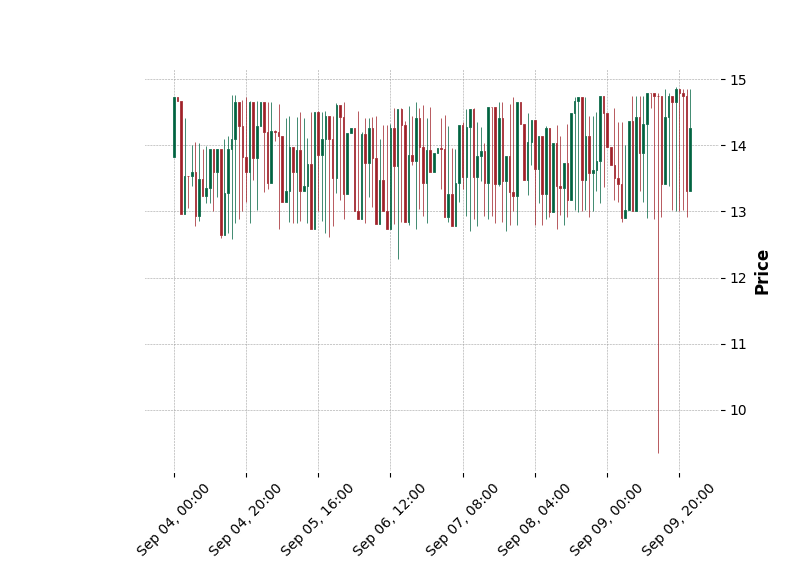 15
14
13
12
11
10
Price
Sep 04, 00:00
Sep 04, 20:00
Sep 05, 16:00
Sep 06, 12:00
Sep 07, 08:00
Sep 08, 04:00
Sep 09, 00:00
Sep 09, 20:00